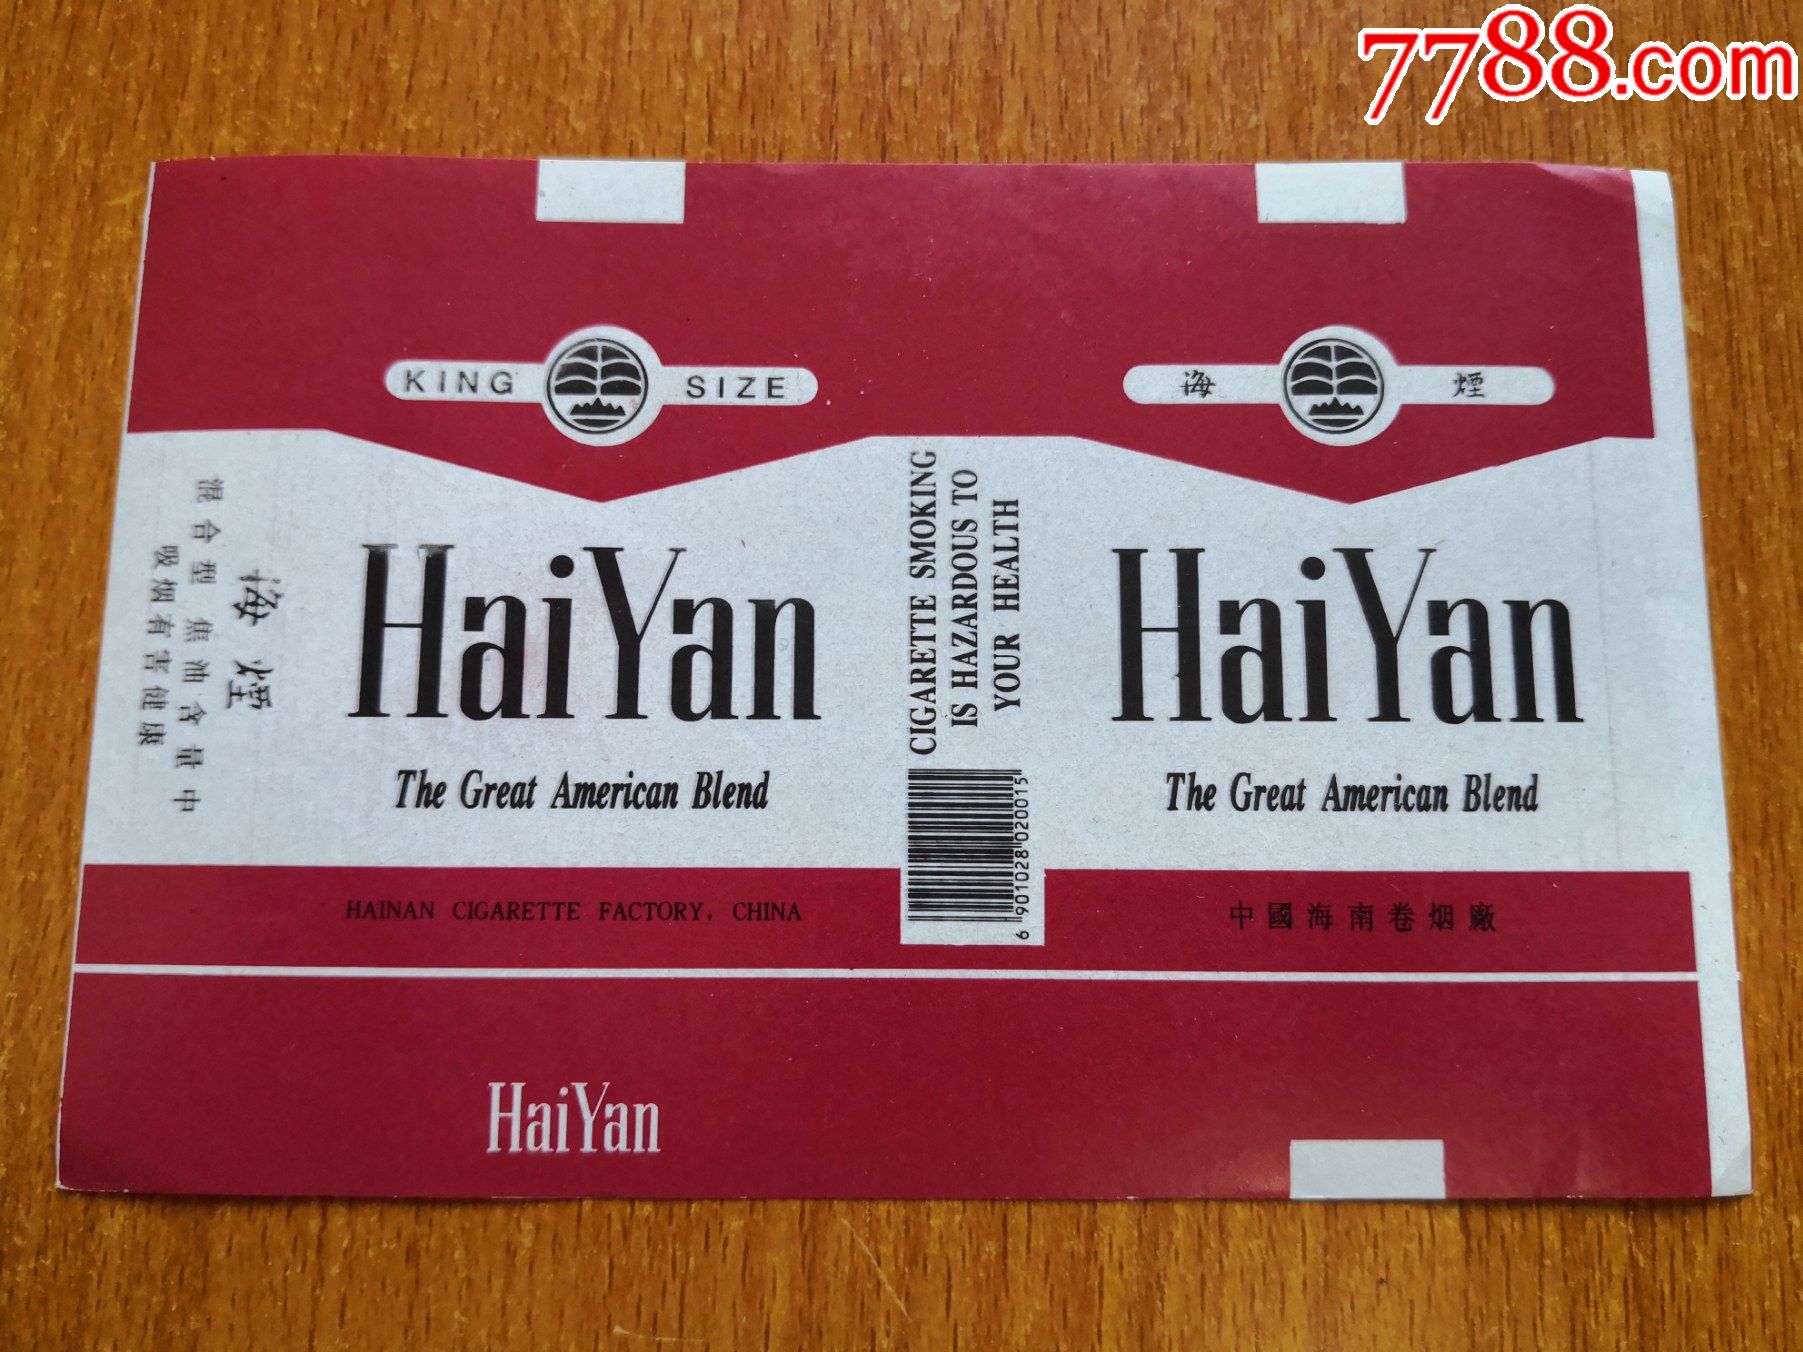 7788.com
KING SIZE
海 煙
海煙
混合型 焦油含量中
吸烟有害健康
HaiYan
The Great American Blend
HAINAN CIGARETTE FACTORY, CHINA
CIGARETTE SMOKING
IS HAZARDOUS TO
YOUR HEALTH
6 901028 020015
HaiYan
The Great American Blend
中國海南卷烟廠
HaiYan